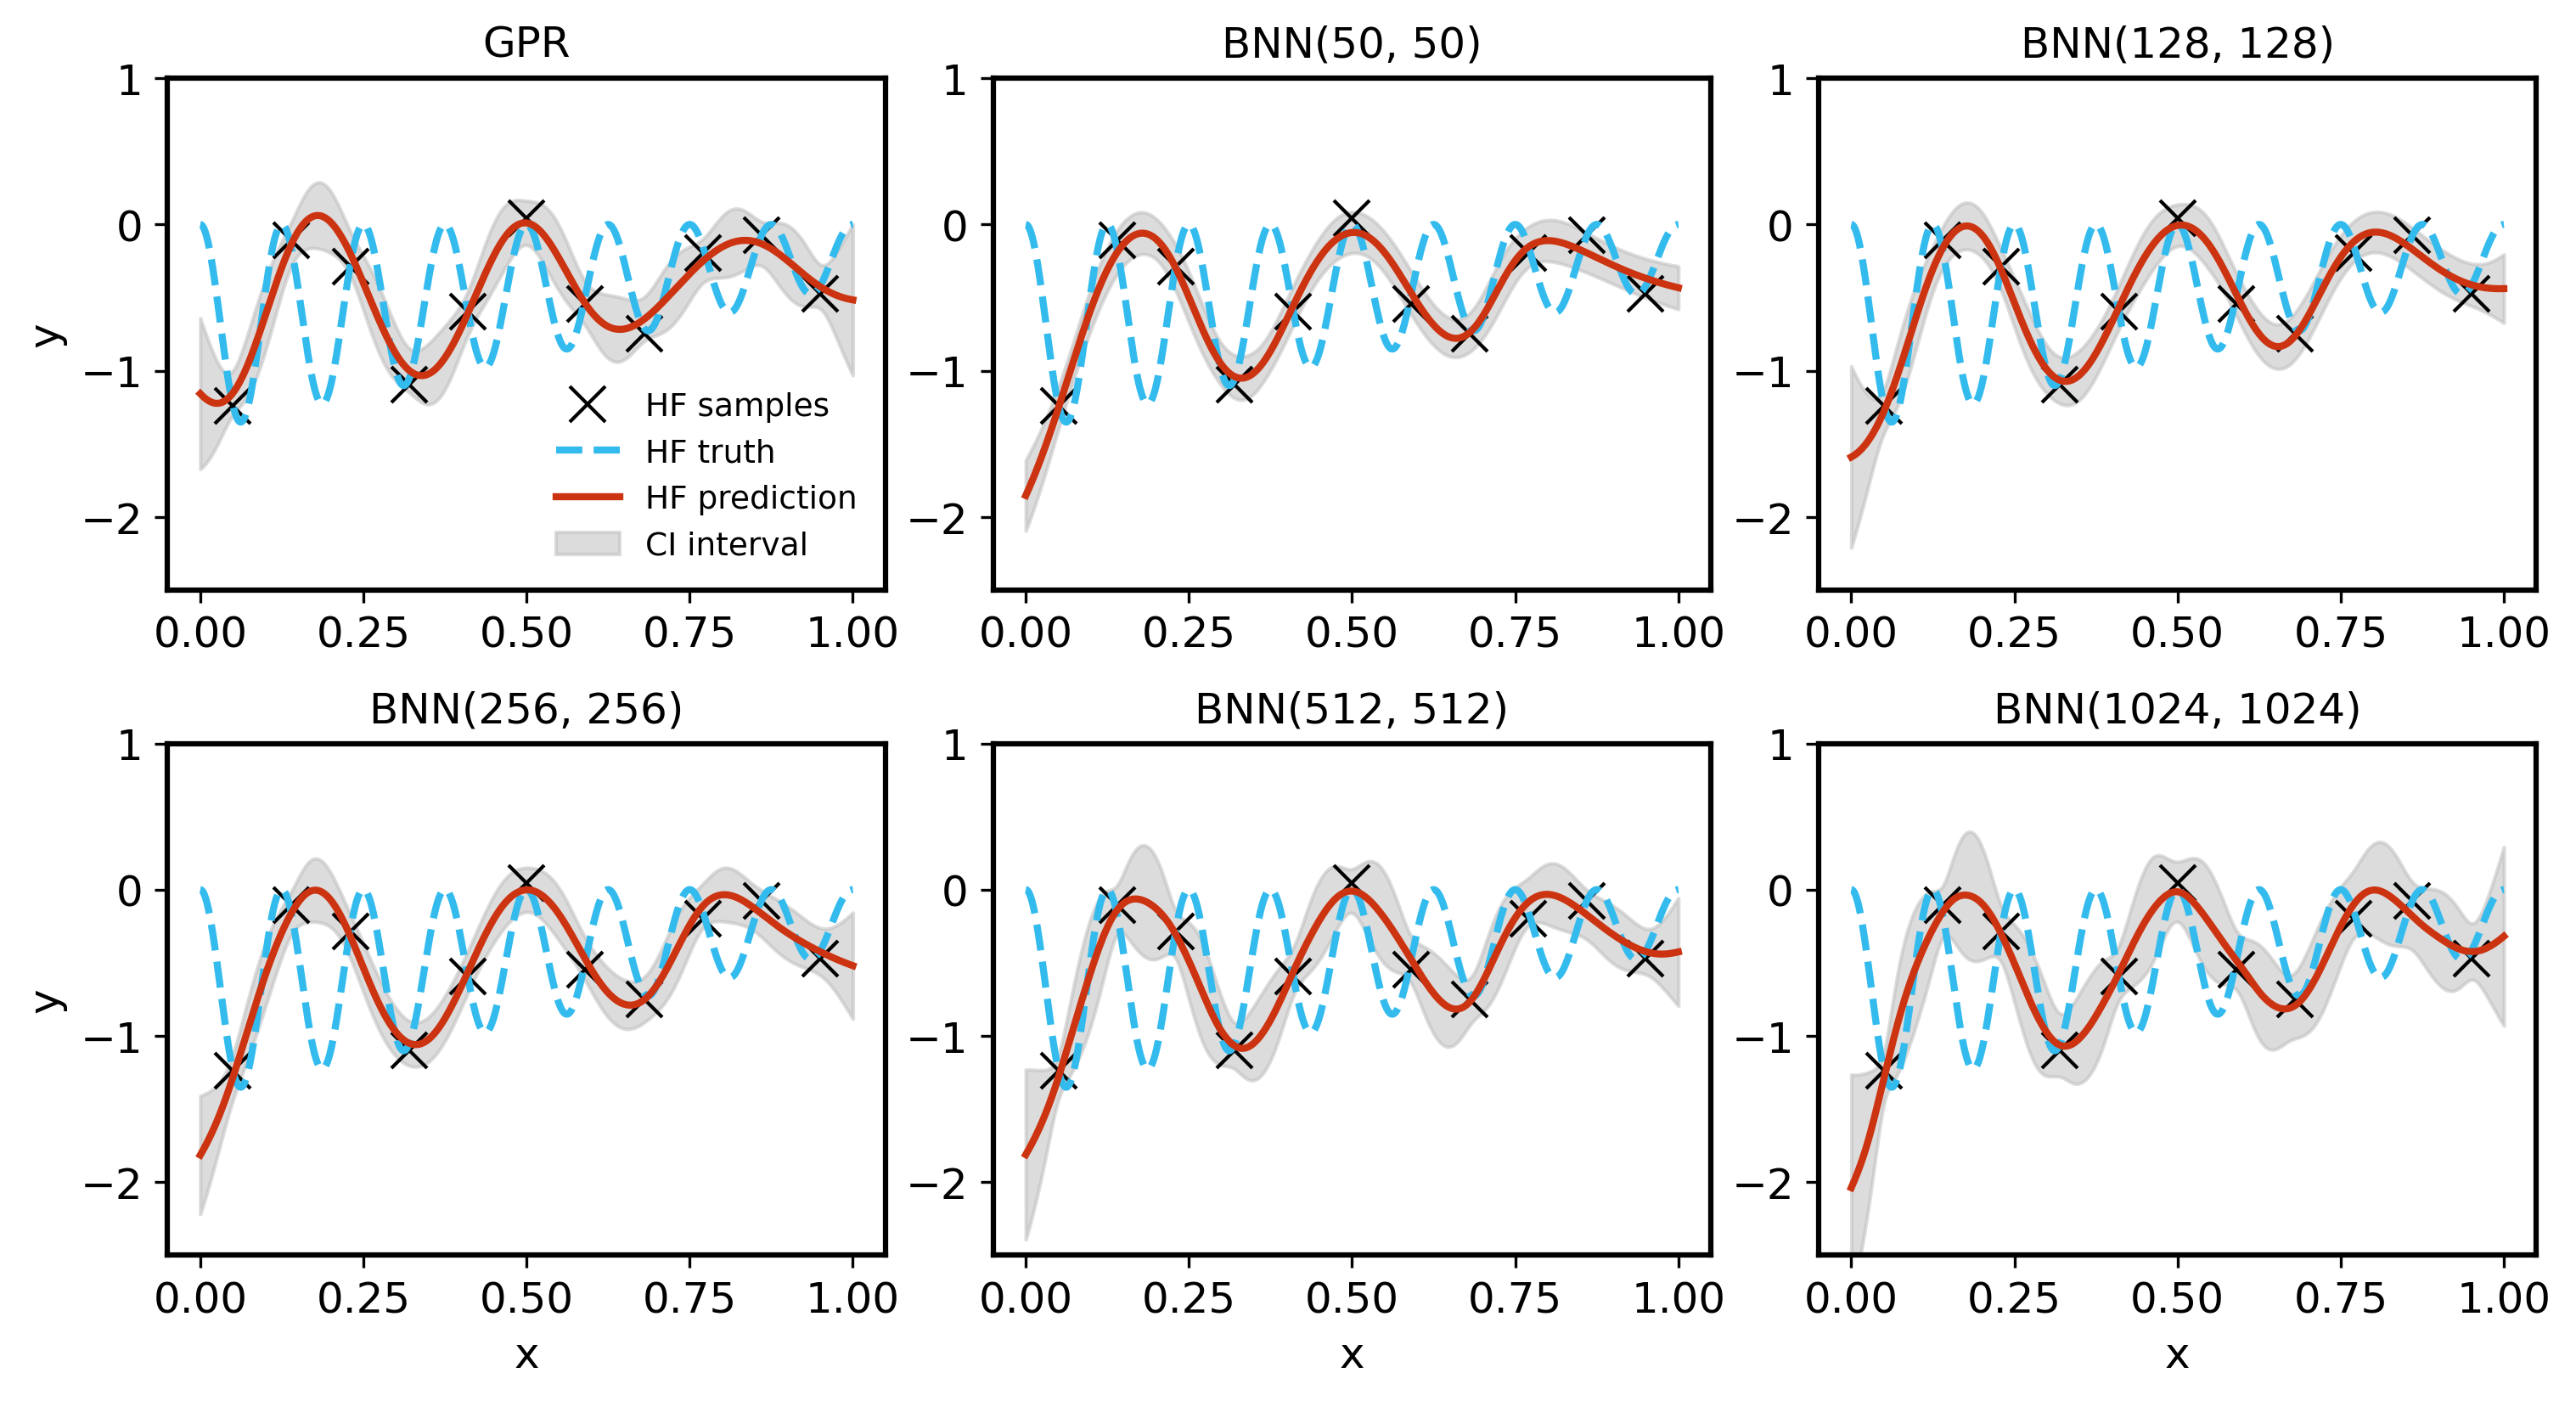 GPR
BNN(50, 50)
BNN(128, 128)
1
0
−1
−2
y
HF samples
HF truth
HF prediction
CI interval
0.00 0.25 0.50 0.75 1.00
1
0
−1
−2
0.00 0.25 0.50 0.75 1.00
1
0
−1
−2
0.00 0.25 0.50 0.75 1.00
BNN(256, 256)
BNN(512, 512)
BNN(1024, 1024)
1
0
−1
−2
y
0.00 0.25 0.50 0.75 1.00
x
1
0
−1
−2
0.00 0.25 0.50 0.75 1.00
x
1
0
−1
−2
0.00 0.25 0.50 0.75 1.00
x